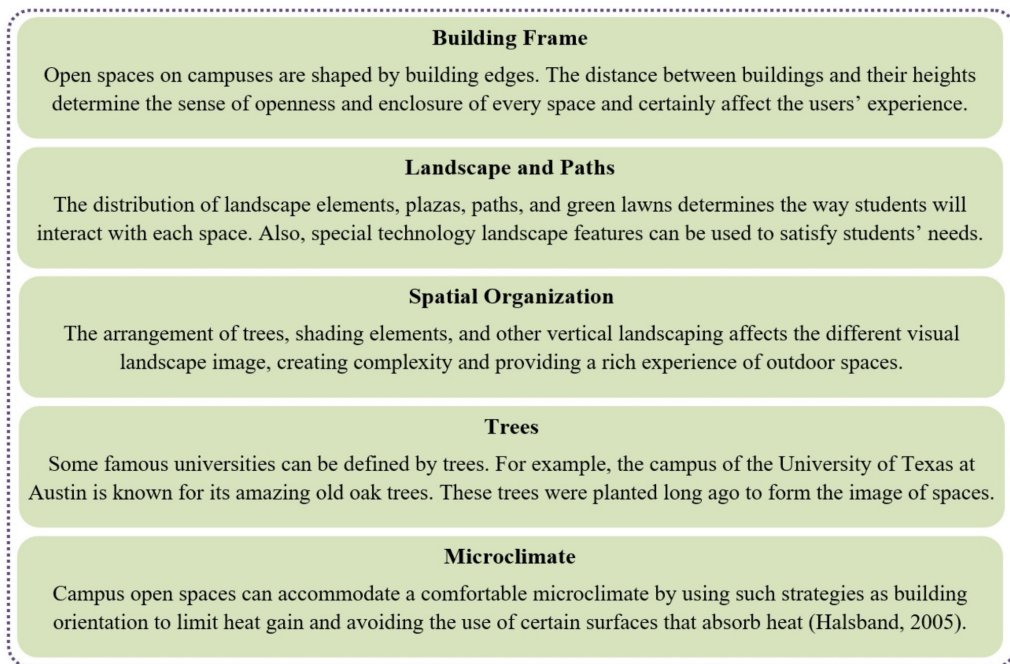 Building Frame
Open spaces on campuses are shaped by building edges. The distance between buildings and their heights
determine the sense of openness and enclosure of every space and certainly affect the users’ experience.
Landscape and Paths
The distribution of landscape elements, plazas, paths, and green lawns determines the way students will
interact with each space. Also, special technology landscape features can be used to satisfy students’ needs.
Spatial Organization
The arrangement of trees, shading elements, and other vertical landscaping affects the different visual
landscape image, creating complexity and providing a rich experience of outdoor spaces.
Trees
Some famous universities can be defined by trees. For example, the campus of the University of Texas at
Austin is known for its amazing old oak trees. These trees were planted long ago to form the image of spaces.
Microclimate
Campus open spaces can accommodate a comfortable microclimate by using such strategies as building
orientation to limit heat gain and avoiding the use of certain surfaces that absorb heat (Halsband, 2005).